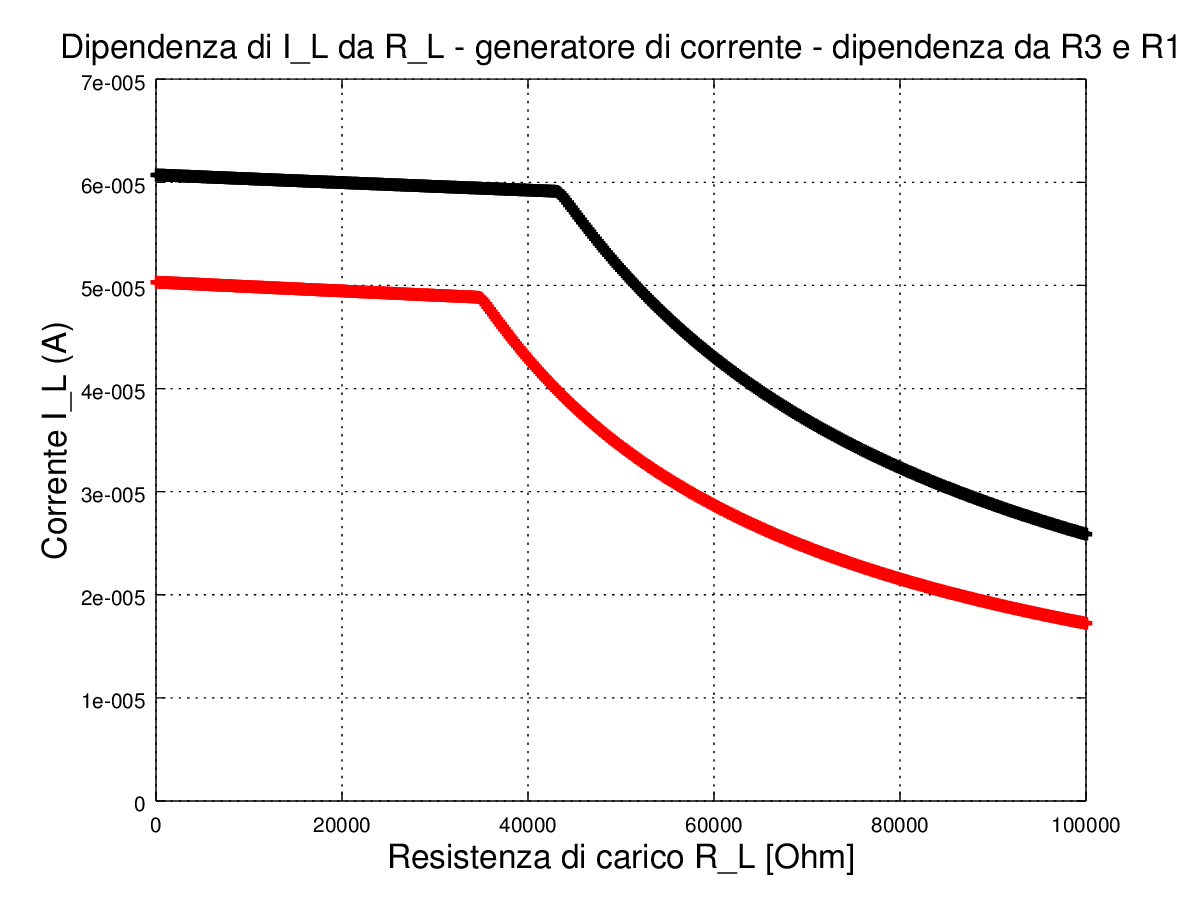 Dipendenza di I_L da R_L - generatore di corrente - dipendenza da R3 e R1
7e-005
6e-005
5e-005
4e-005
3e-005
2e-005
1e-005
0
Corrente I_L (A)
0 20000 40000 60000 80000 100000
Resistenza di carico R_L [Ohm]